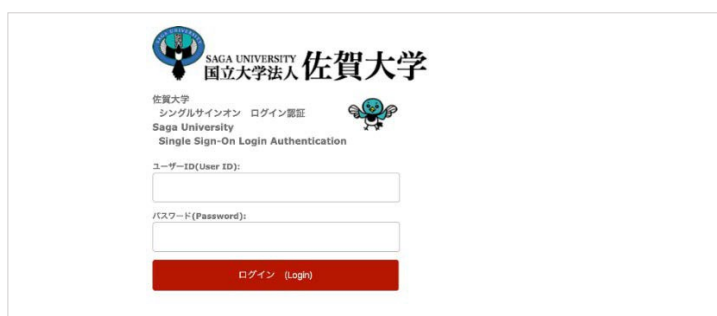 SAGA UNIVERSITY
国立大学法人 佐賀大学
佐賀大学
シングルサインオン ログイン認証
Saga University
Single Sign-On Login Authentication
ユーザーID(User ID):
パスワード(Password):
ログイン (Login)